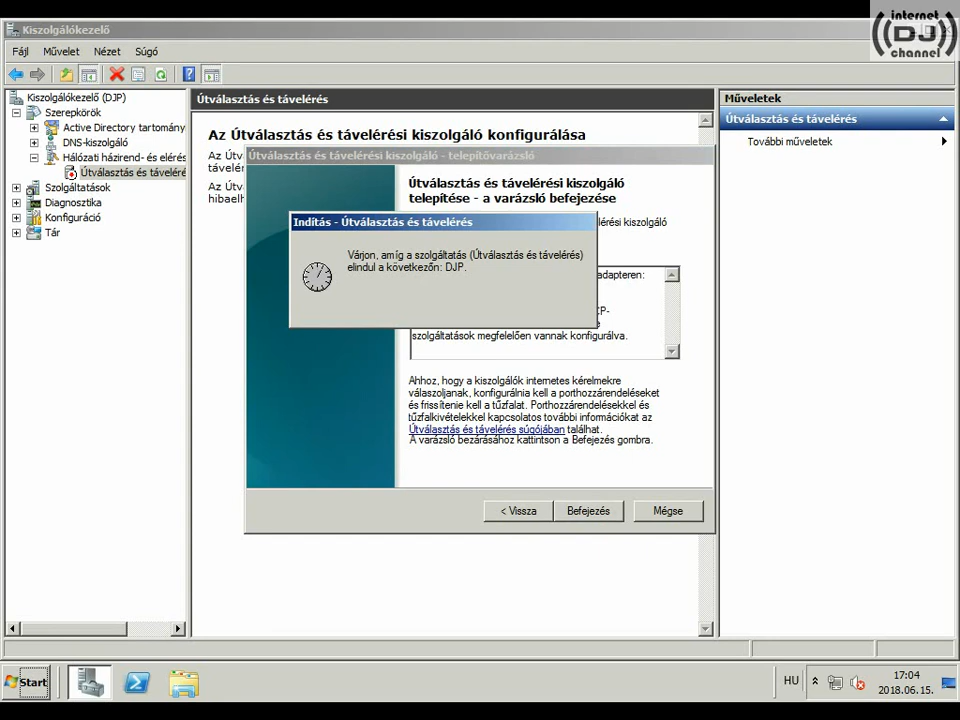 internet
DJ
channel
Kiszolgálókezelő
Fájl Művelet Nézet Súgó
Kiszolgálókezelő (DJP)
Szerepkörök
Active Directory tartomány
DNS-kiszolgáló
Hálózati házirend- és elérés
Útválasztás és táveléré
Szolgáltatások
Diagnosztika
Konfiguráció
Tár
Útválasztás és távelérés
Az Útválasztás és távelérési kiszolgáló konfigurálása
Az Útv
távelér
Az Útv
hibaelh
Útválasztás és távelérési kiszolgáló - telepítővarázsló
Útválasztás és távelérési kiszolgáló
telepítése - a varázsló befejezése
lérési kiszolgáló
adapteren:
CP-
e
szolgáltatások megfelelően vannak konfigurálva.
Ahhoz, hogy a kiszolgálók internetes kérelmekre
válaszoljanak, konfigurálnia kell a porthozzárendeléseket
és frissítenie kell a tűzfalat. Porthozzárendelésekkel és
tűzfalkivételekkel kapcsolatos további információkat az
Útválasztás és távelérés súgójában találhat.
A varázsló bezárásához kattintson a Befejezés gombra.
< Vissza Befejezés Mégse
Indítás - Útválasztás és távelérés
Várjon, amíg a szolgáltatás (Útválasztás és távelérés)
elindul a következőn: DJP.
Műveletek
Útválasztás és távelérés
További műveletek
Start
HU
17:04
2018.06.15.